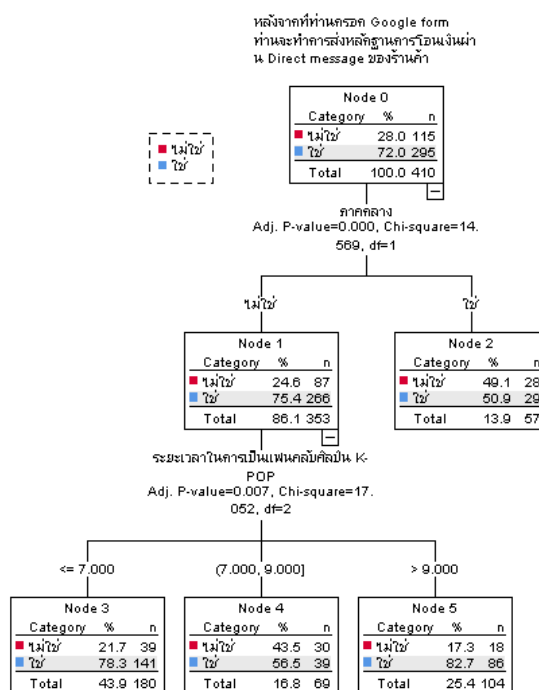 หลังจากที่ท่านกรอก Google form
ท่านจะทำการส่งหลักฐานการโอนเงินผ่า
น Direct message ของร้านค้า
Node 0
Category % n
ไม่ใช่ 28.0 115
ใช่ 72.0 295
Total 100.0 410
ไม่ใช่
ใช่
ภาคกลาง
Adj. P-value=0.000, Chi-square=14.
569, df=1
ไม่ใช่
ใช่
Node 1
Category % n
ไม่ใช่ 24.6 87
ใช่ 75.4 266
Total 86.1 353
Node 2
Category % n
ไม่ใช่ 49.1 28
ใช่ 50.9 29
Total 13.9 57
ระยะเวลาในการเป็นแฟนคลับศิลปิน K-
POP
Adj. P-value=0.007, Chi-square=17.
052, df=2
<= 7.000
(7.000, 9.000]
> 9.000
Node 3
Category % n
ไม่ใช่ 21.7 39
ใช่ 78.3 141
Total 43.9 180
Node 4
Category % n
ไม่ใช่ 43.5 30
ใช่ 56.5 39
Total 16.8 69
Node 5
Category % n
ไม่ใช่ 17.3 18
ใช่ 82.7 86
Total 25.4 104